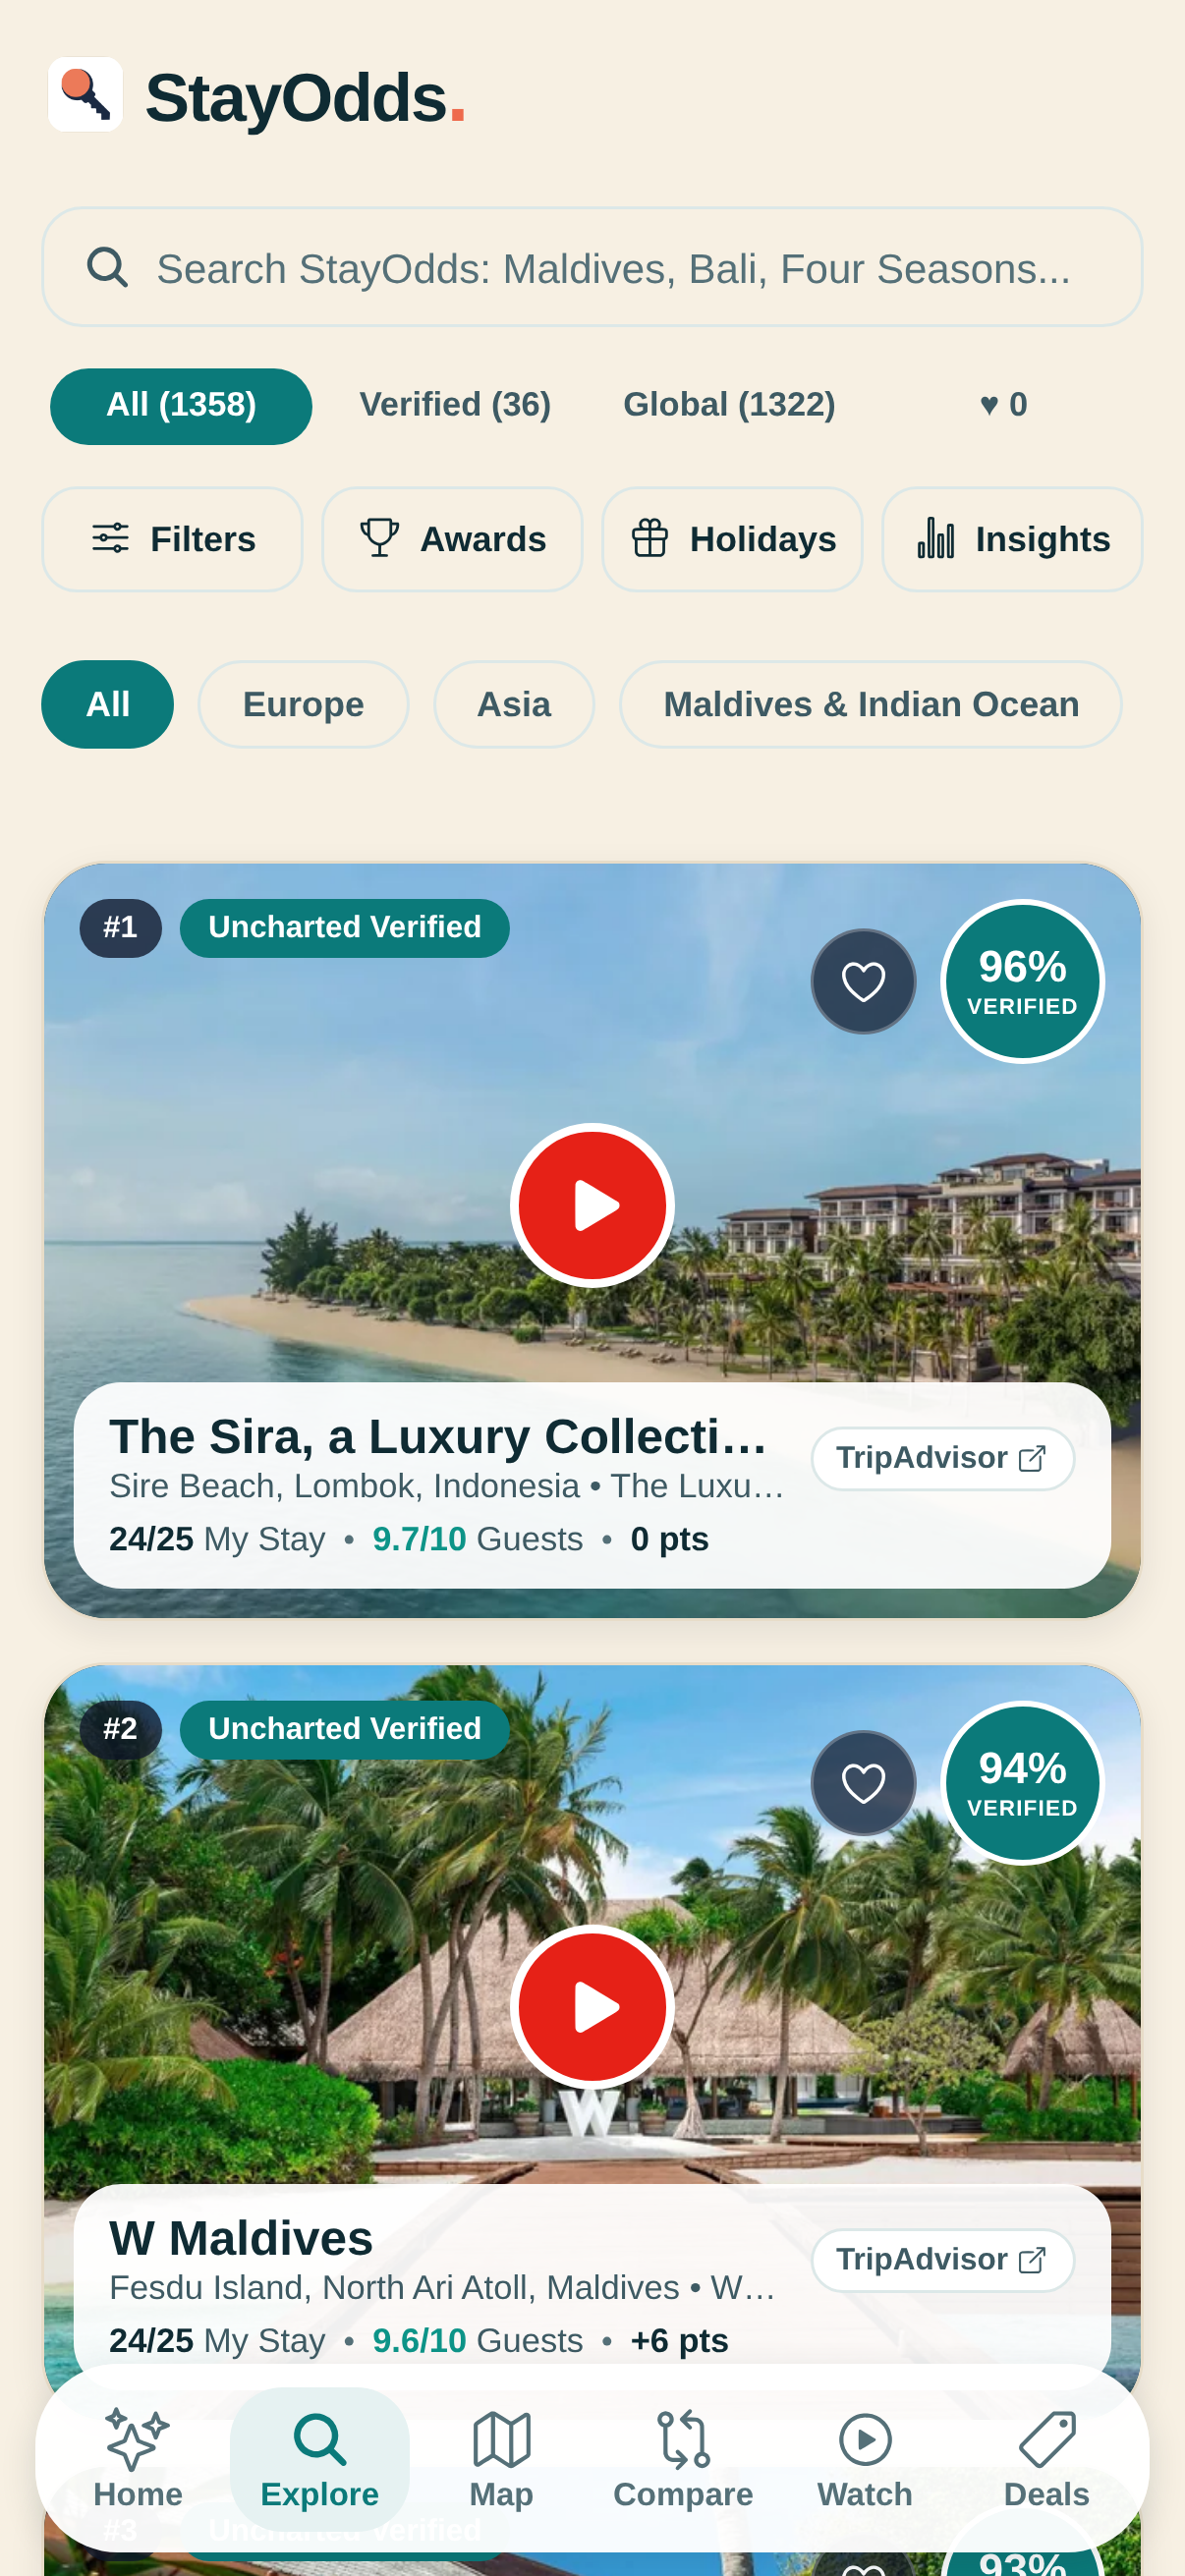 StayOdds.
Search StayOdds: Maldives, Bali, Four Seasons...
All (1358) Verified (36) Global (1322) ♥ 0
Filters Awards Holidays Insights
All Europe Asia Maldives & Indian Ocean
#1 Uncharted Verified
96%
VERIFIED
The Sira, a Luxury Collecti...
TripAdvisor
Sire Beach, Lombok, Indonesia • The Luxu...
24/25 My Stay • 9.7/10 Guests • 0 pts
#2 Uncharted Verified
94%
VERIFIED
W
W Maldives
TripAdvisor
Fesdu Island, North Ari Atoll, Maldives • W...
24/25 My Stay • 9.6/10 Guests • +6 pts
Home Explore Map Compare Watch Deals
#3 Uncharted Verified
93%